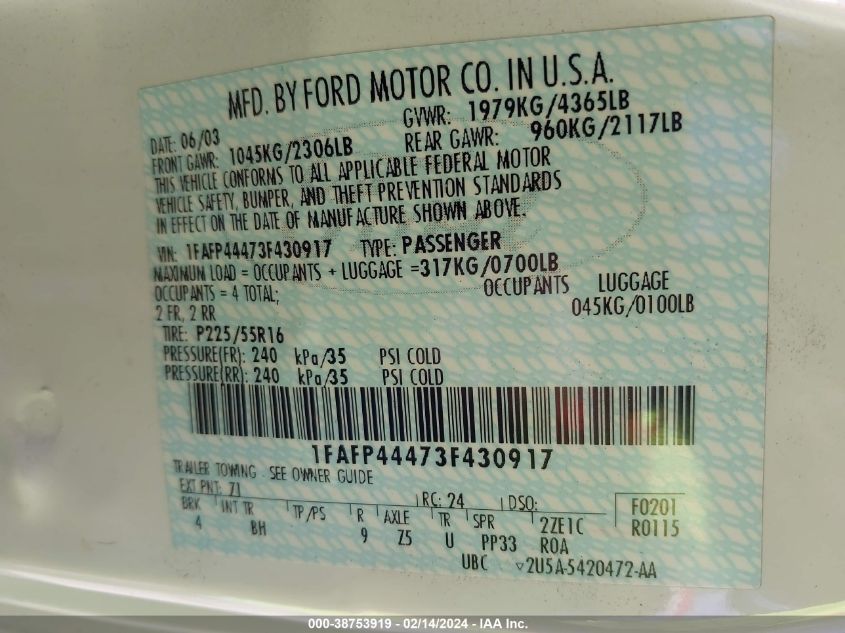 MFD. BY FORD MOTOR CO. IN U.S.A.
DATE: 06/03 GVWR: 1979KG/4365LB
FRONT GAWR: 1045KG/2306LB REAR GAWR: 960KG/2117LB
THIS VEHICLE CONFORMS TO ALL APPLICABLE FEDERAL MOTOR
VEHICLE SAFETY, BUMPER, AND THEFT PREVENTION STANDARDS
IN EFFECT ON THE DATE OF MANUFACTURE SHOWN ABOVE.
VIN: 1FAFP44473F430917 TYPE: PASSENGER
MAXIMUM LOAD = OCCUPANTS + LUGGAGE =317KG/0700LB
OCCUPANTS = 4 TOTAL; OCCUPANTS LUGGAGE
2 FR, 2 RR 045KG/0100LB
TIRE: P225/55R16
PRESSURE(FR): 240 kPa/35 PSI COLD
PRESSURE(RR): 240 kPa/35 PSI COLD
1FAFP44473F430917
TRAILER TOWING - SEE OWNER GUIDE
EXT PNT: Z1 RC: 24 DSO: F0201
BRK INT TR TP/PS R AXLE TR SPR 2ZE1C R0115
4 BH 9 Z5 U PP33 ROA
UBC ▽2U5A-5420472-AA
000-38753919 - 02/14/2024 - IAA Inc.